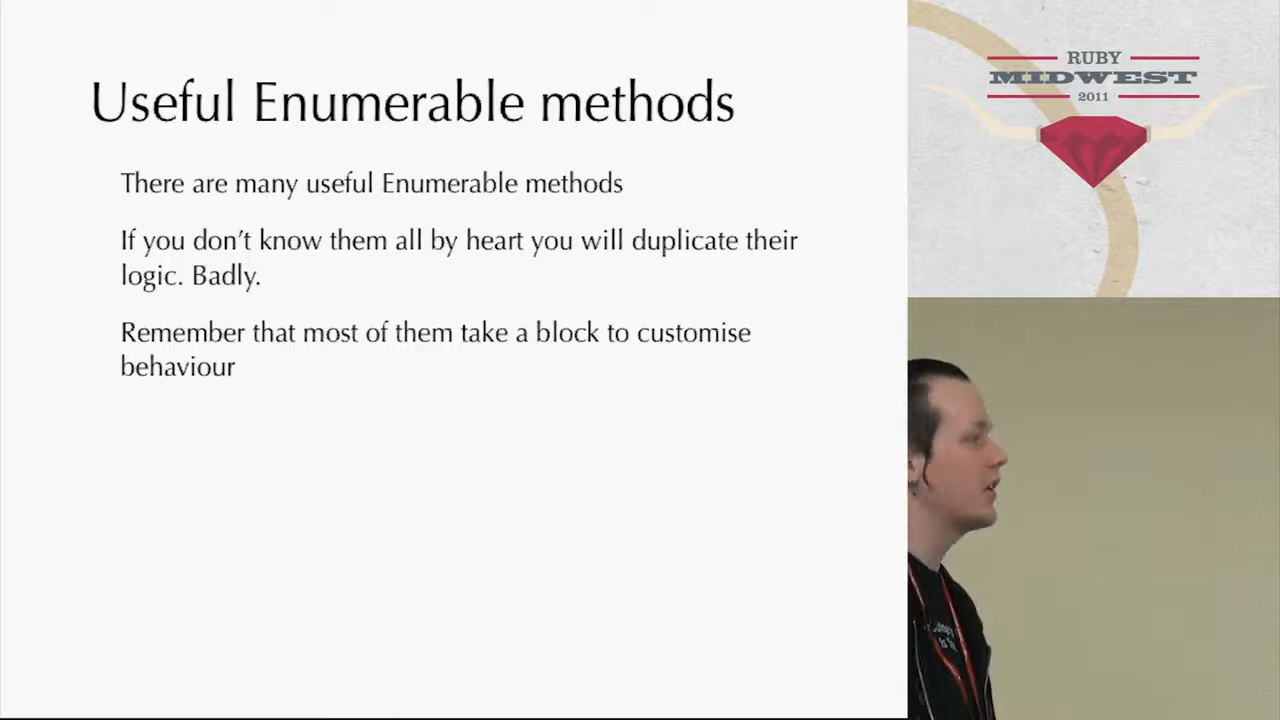 Useful Enumerable methods
There are many useful Enumerable methods
If you don’t know them all by heart you will duplicate their
logic. Badly.
Remember that most of them take a block to customise
behaviour
RUBY
MIDWEST
2011